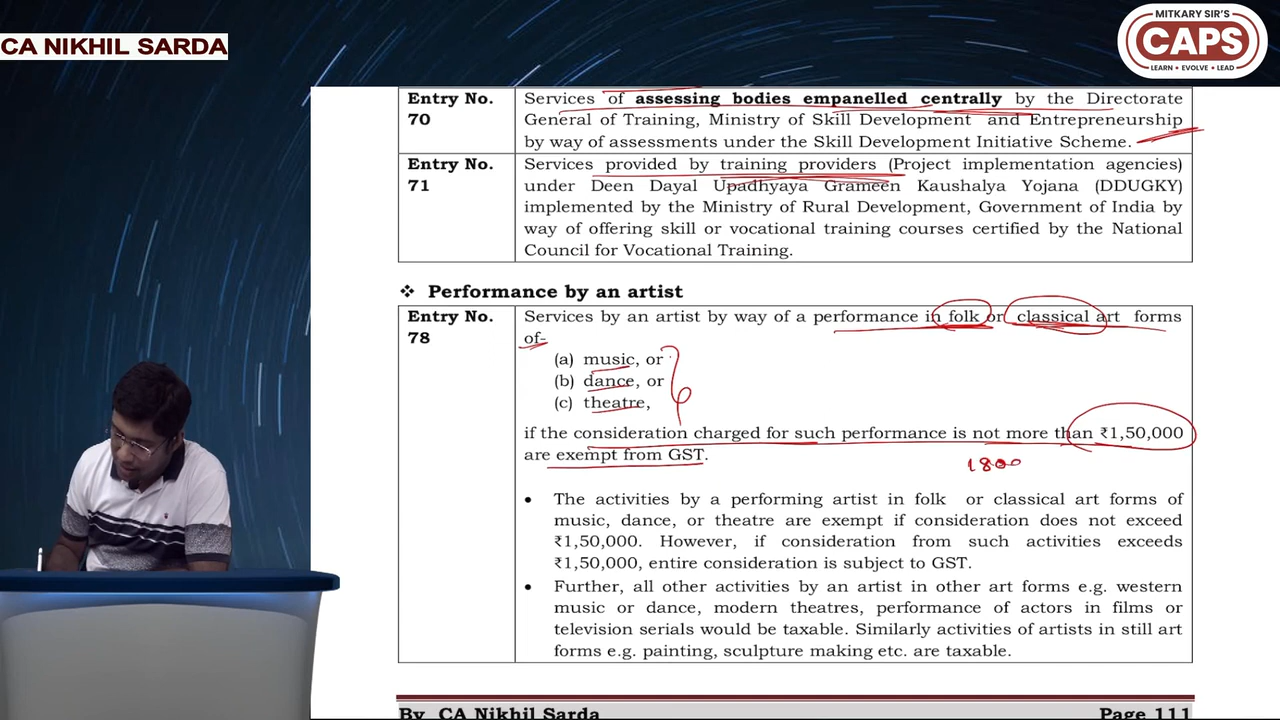 CA NIKHIL SARDA
MITKARY SIR'S
CAPS
LEARN • EVOLVE • LEAD
Entry No. 70
Services of assessing bodies empanelled centrally by the Directorate
General of Training, Ministry of Skill Development and Entrepreneurship
by way of assessments under the Skill Development Initiative Scheme.
Entry No. 71
Services provided by training providers (Project implementation agencies)
under Deen Dayal Upadhyaya Grameen Kaushalya Yojana (DDUGKY)
implemented by the Ministry of Rural Development, Government of India by
way of offering skill or vocational training courses certified by the National
Council for Vocational Training.
❖ Performance by an artist
Entry No. 78
Services by an artist by way of a performance in folk or classical art forms
of-
(a) music, or
(b) dance, or
(c) theatre,
if the consideration charged for such performance is not more than ₹1,50,000
are exempt from GST.
1800
• The activities by a performing artist in folk or classical art forms of
music, dance, or theatre are exempt if consideration does not exceed
₹1,50,000. However, if consideration from such activities exceeds
₹1,50,000, entire consideration is subject to GST.
• Further, all other activities by an artist in other art forms e.g. western
music or dance, modern theatres, performance of actors in films or
television serials would be taxable. Similarly activities of artists in still art
forms e.g. painting, sculpture making etc. are taxable.
By CA Nikhil Sarda
Page 111